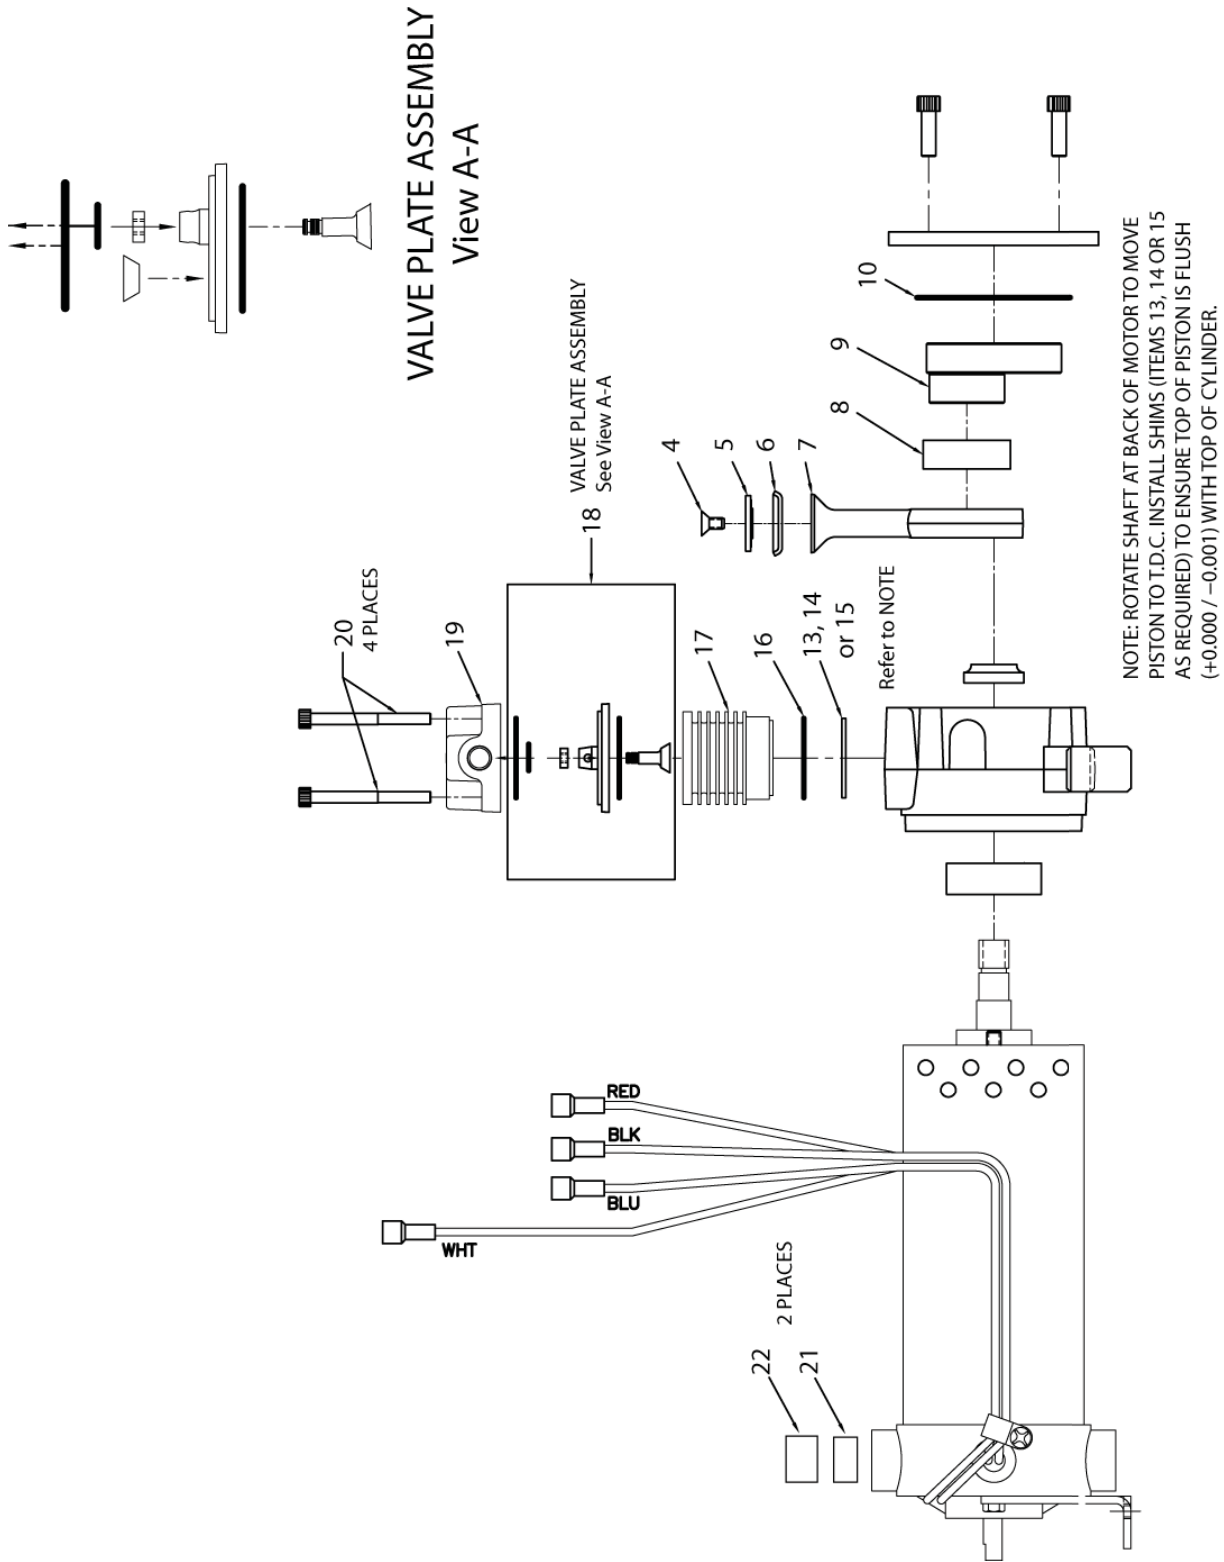 VALVE PLATE ASSEMBLY
View A-A
20
4 PLACES
19
18
VALVE PLATE ASSEMBLY
See View A-A
17
16
13, 14
or 15
Refer to NOTE
4
5
6
7
8
9
10
RED
BLK
BLU
WHT
22
21
2 PLACES
NOTE: ROTATE SHAFT AT BACK OF MOTOR TO MOVE
PISTON TO T.D.C. INSTALL SHIMS (ITEMS 13, 14 OR 15
AS REQUIRED) TO ENSURE TOP OF PISTON IS FLUSH
(+0.000 / −0.001) WITH TOP OF CYLINDER.